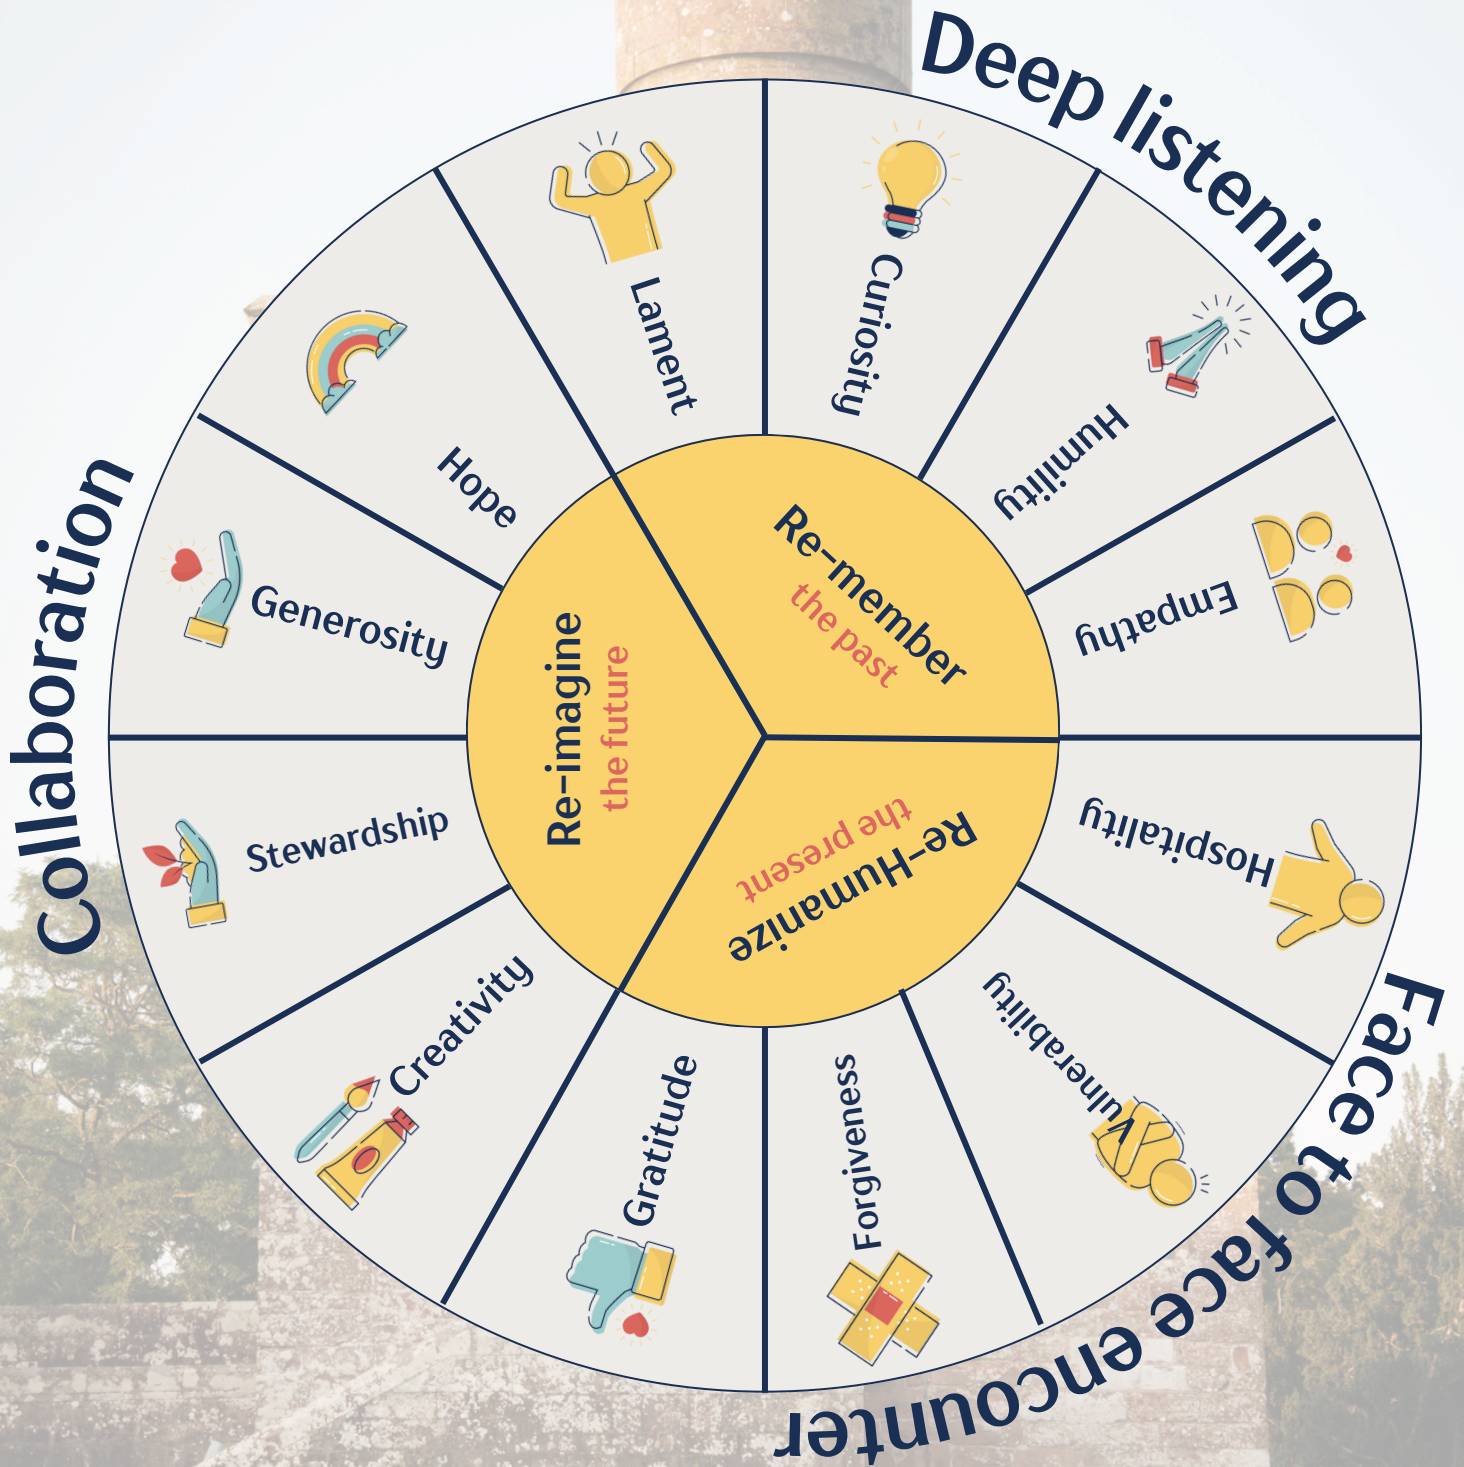 Deep listening
Face to face encounter
Collaboration
Re-member
the past
Re-Humanize
the present
Re-imagine
the future
Lament
Curiosity
Humility
Empathy
Hospitality
Vulnerability
Forgiveness
Gratitude
Creativity
Stewardship
Generosity
Hope